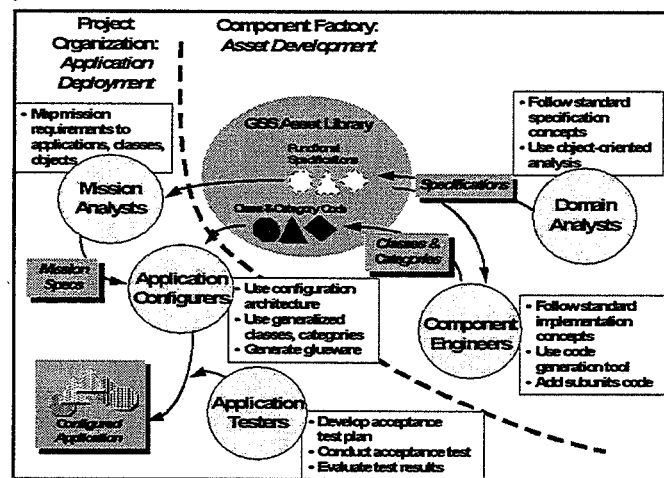 Project
Organization:
Application
Deployment
Component Factory:
Asset Development
• Map mission
requirements to
applications, classes,
objects
Mission
Analysts
GSS Asset Library
Functional
Specifications
Class & Category Code
• Follow standard
specification
concepts
• Use object-oriented
analysis
Specifications
Domain
Analysts
Classes &
Categories
Mission
Specs
Application
Configurers
• Use configuration
architecture
• Use generalized
classes, categories
• Generate glueware
Component
Engineers
• Follow standard
implementation
concepts
• Use code
generation tool
• Add subunits code
Configured
Application
Application
Testers
• Develop acceptance
test plan
• Conduct acceptance test
• Evaluate test results